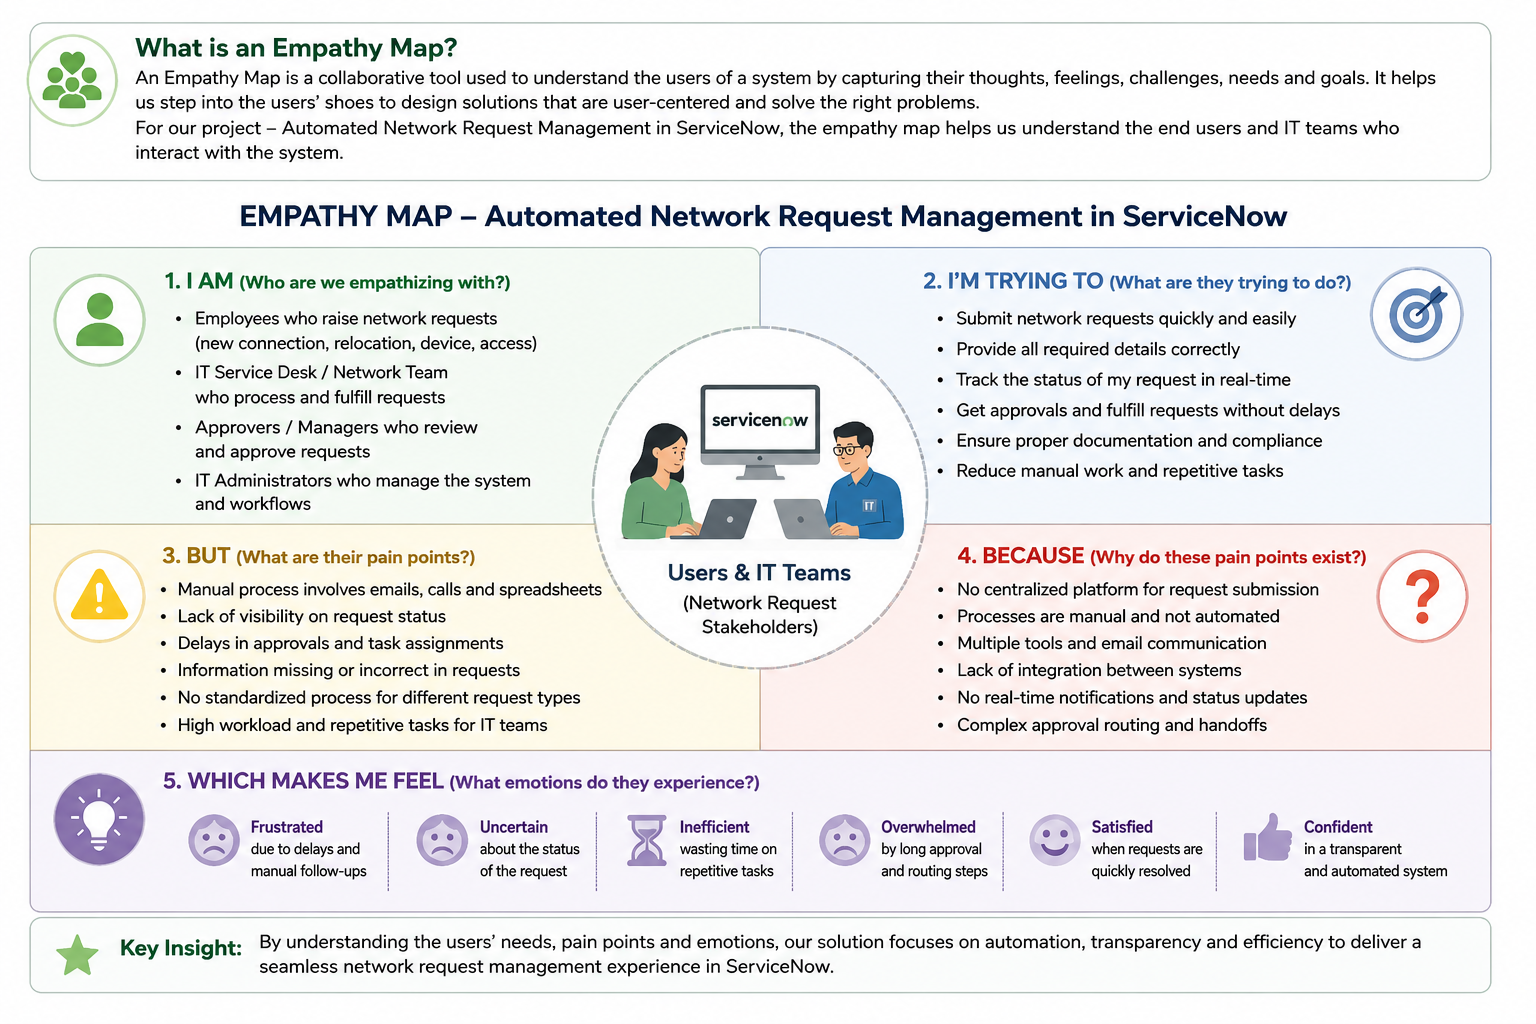 What is an Empathy Map?
An Empathy Map is a collaborative tool used to understand the users of a system by capturing their thoughts, feelings, challenges, needs and goals. It helps
us step into the users' shoes to design solutions that are user-centered and solve the right problems.
For our project – Automated Network Request Management in ServiceNow, the empathy map helps us understand the end users and IT teams who
interact with the system.
EMPATHY MAP – Automated Network Request Management in ServiceNow
1. I AM (Who are we empathizing with?)
• Employees who raise network requests
(new connection, relocation, device, access)
• IT Service Desk / Network Team
who process and fulfill requests
• Approvers / Managers who review
and approve requests
• IT Administrators who manage the system
and workflows
2. I'M TRYING TO (What are they trying to do?)
• Submit network requests quickly and easily
• Provide all required details correctly
• Track the status of my request in real-time
• Get approvals and fulfill requests without delays
• Ensure proper documentation and compliance
• Reduce manual work and repetitive tasks
servicenow
IT
Users & IT Teams
(Network Request
Stakeholders)
3. BUT (What are their pain points?)
• Manual process involves emails, calls and spreadsheets
• Lack of visibility on request status
• Delays in approvals and task assignments
• Information missing or incorrect in requests
• No standardized process for different request types
• High workload and repetitive tasks for IT teams
4. BECAUSE (Why do these pain points exist?)
• No centralized platform for request submission
• Processes are manual and not automated
• Multiple tools and email communication
• Lack of integration between systems
• No real-time notifications and status updates
• Complex approval routing and handoffs
5. WHICH MAKES ME FEEL (What emotions do they experience?)
Frustrated
due to delays and
manual follow-ups
Uncertain
about the status
of the request
Inefficient
wasting time on
repetitive tasks
Overwhelmed
by long approval
and routing steps
Satisfied
when requests are
quickly resolved
Confident
in a transparent
and automated system
Key Insight:
By understanding the users' needs, pain points and emotions, our solution focuses on automation, transparency and efficiency to deliver a
seamless network request management experience in ServiceNow.